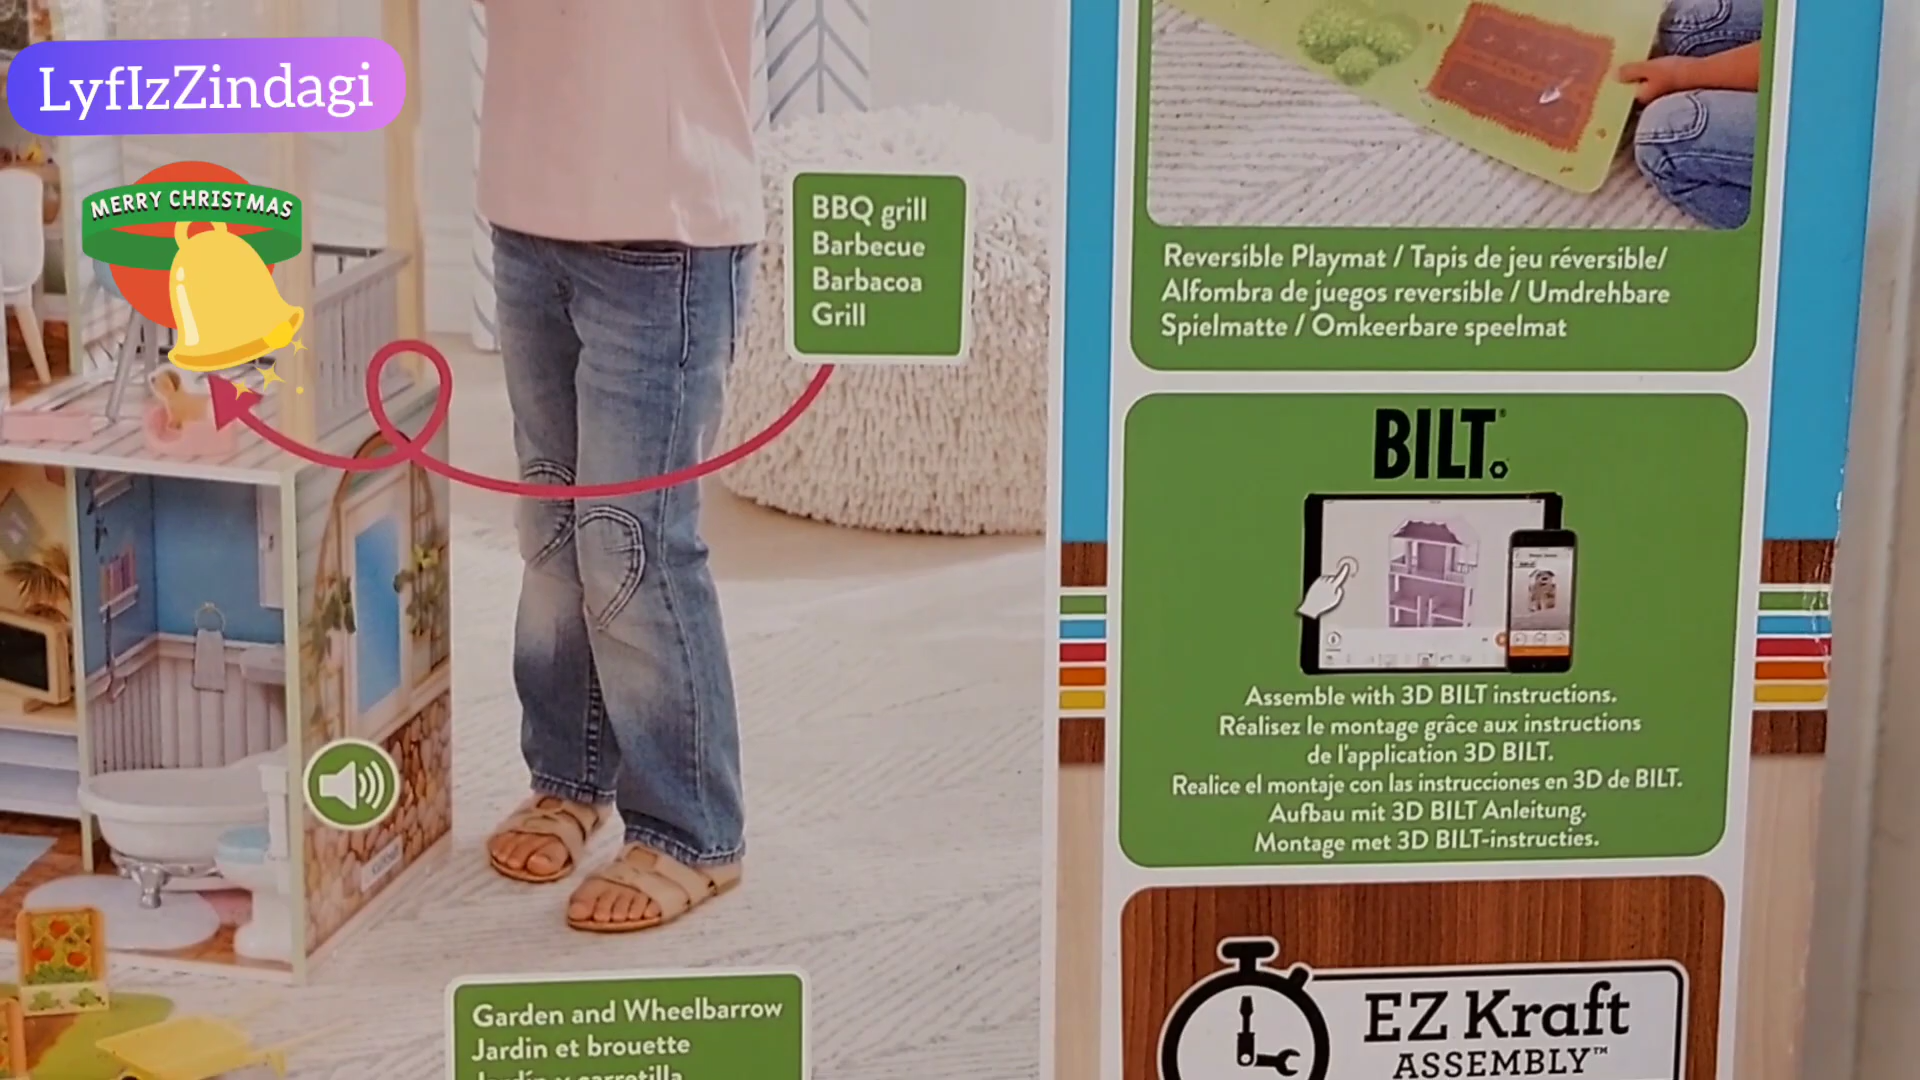 LyfIzZindagi
MERRY CHRISTMAS
BBQ grill
Barbecue
Barbacoa
Grill
Reversible Playmat / Tapis de jeu réversible/
Alfombra de juegos reversible / Umdrehbare
Spielmatte / Omkeerbare speelmat
BILT®
Assemble with 3D BILT instructions.
Réalisez le montage grâce aux instructions
de l'application 3D BILT.
Realice el montaje con las instrucciones en 3D de BILT.
Aufbau mit 3D BILT Anleitung.
Montage met 3D BILT-instructies.
Garden and Wheelbarrow
Jardin et brouette
Jardín y carretilla
EZ Kraft
ASSEMBLY™